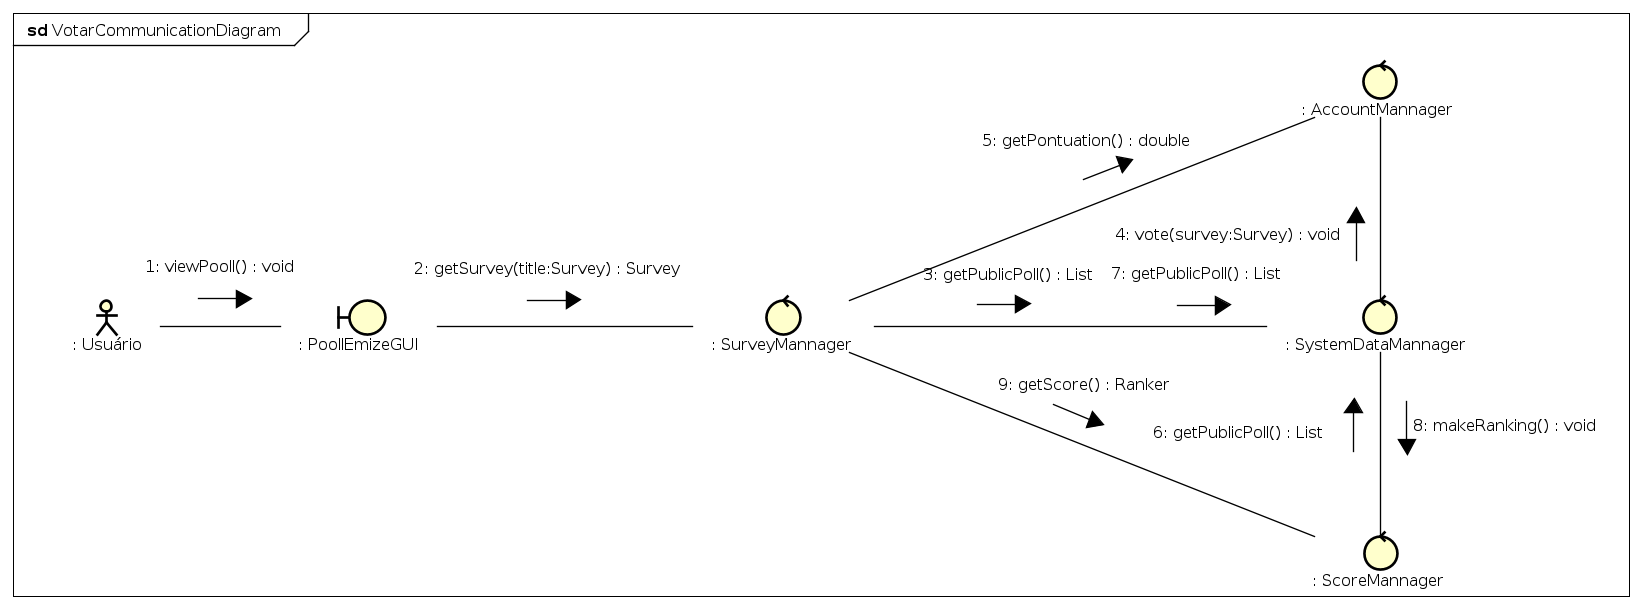 sd VotarCommunicationDiagram
: AccountMannager
5: getPontuation() : double
4: vote(survey:Survey) : void
1: viewPooll() : void
2: getSurvey(title:Survey) : Survey
3: getPublicPoll() : List
7: getPublicPoll() : List
: Usuário
: PoollEmizeGUI
: SurveyMannager
: SystemDataMannager
9: getScore() : Ranker
6: getPublicPoll() : List
8: makeRanking() : void
: ScoreMannager